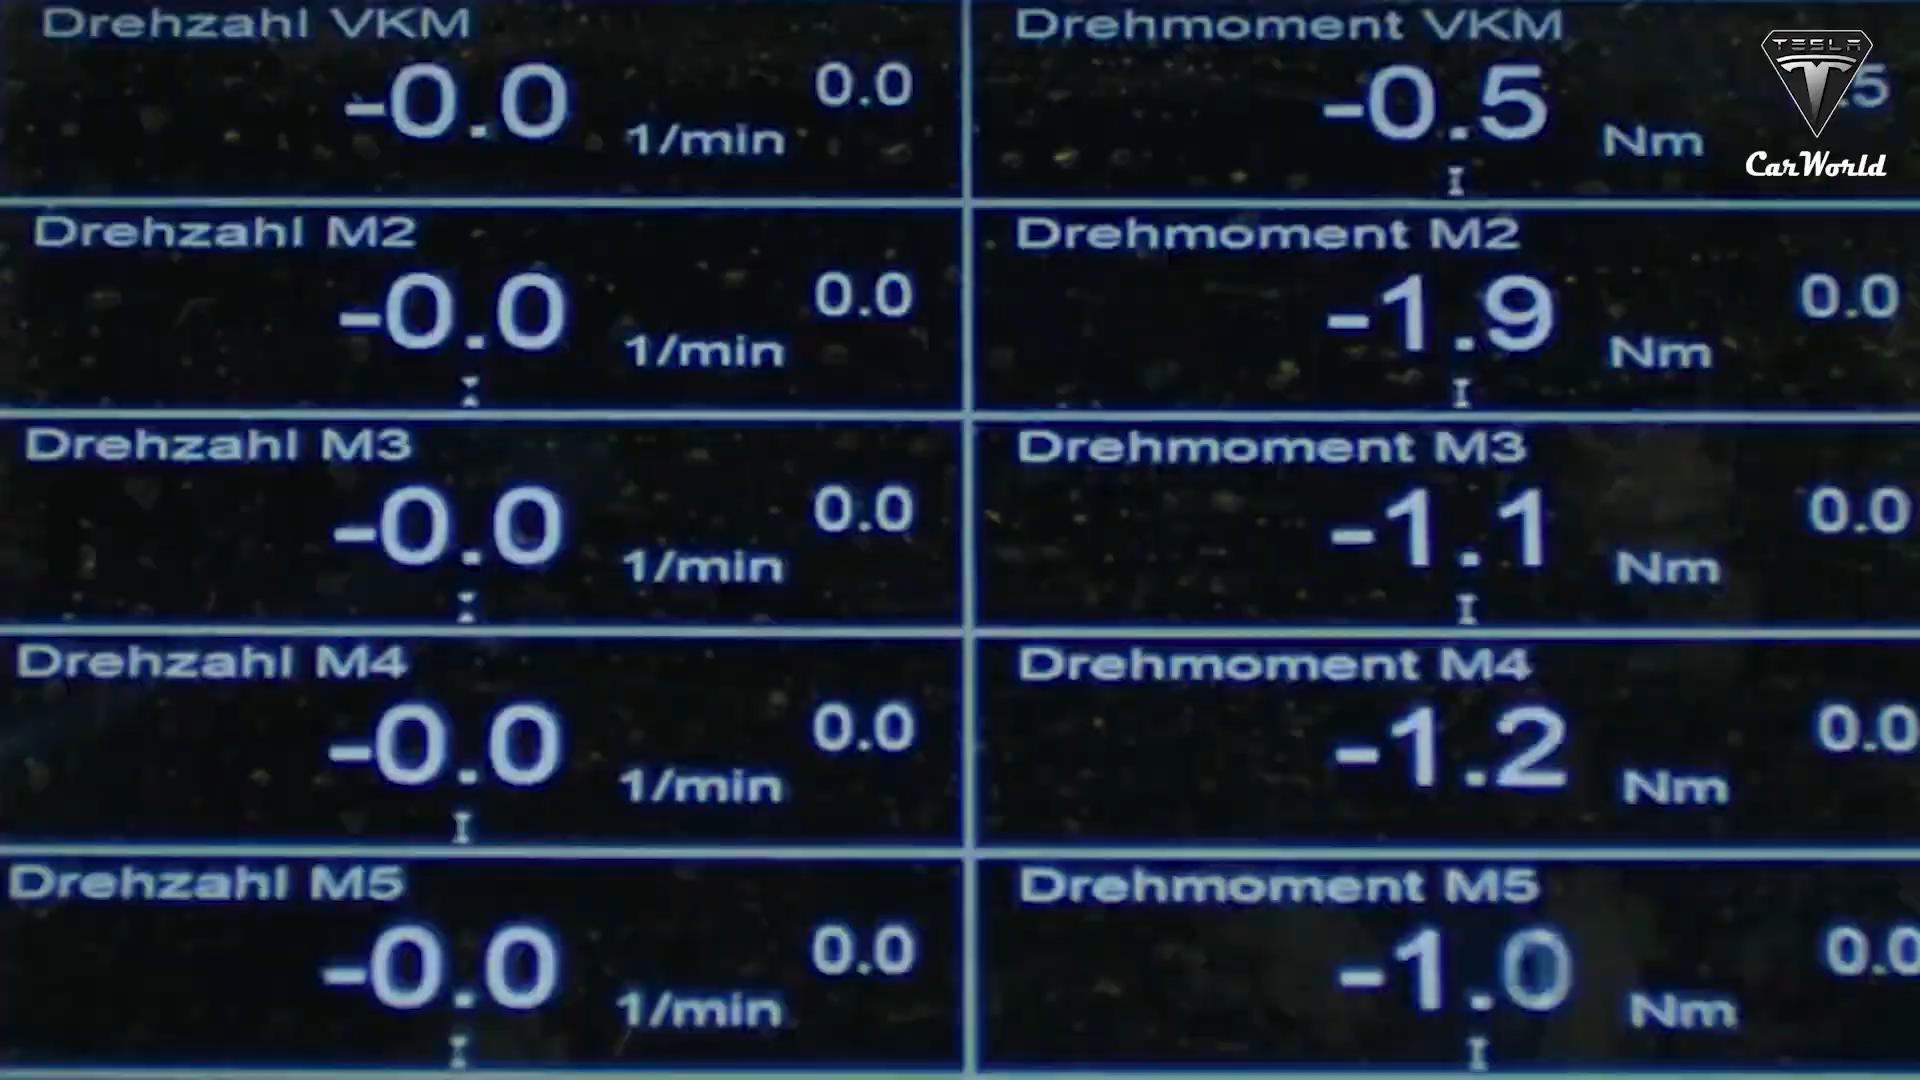 Drehzahl VKM
-0.0 1/min 0.0
Drehmoment VKM
-0.5 Nm .5
TESLA
CarWorld
Drehzahl M2
-0.0 1/min 0.0
Drehmoment M2
-1.9 Nm 0.0
Drehzahl M3
-0.0 1/min 0.0
Drehmoment M3
-1.1 Nm 0.0
Drehzahl M4
-0.0 1/min 0.0
Drehmoment M4
-1.2 Nm 0.0
Drehzahl M5
-0.0 1/min 0.0
Drehmoment M5
-1.0 Nm 0.0